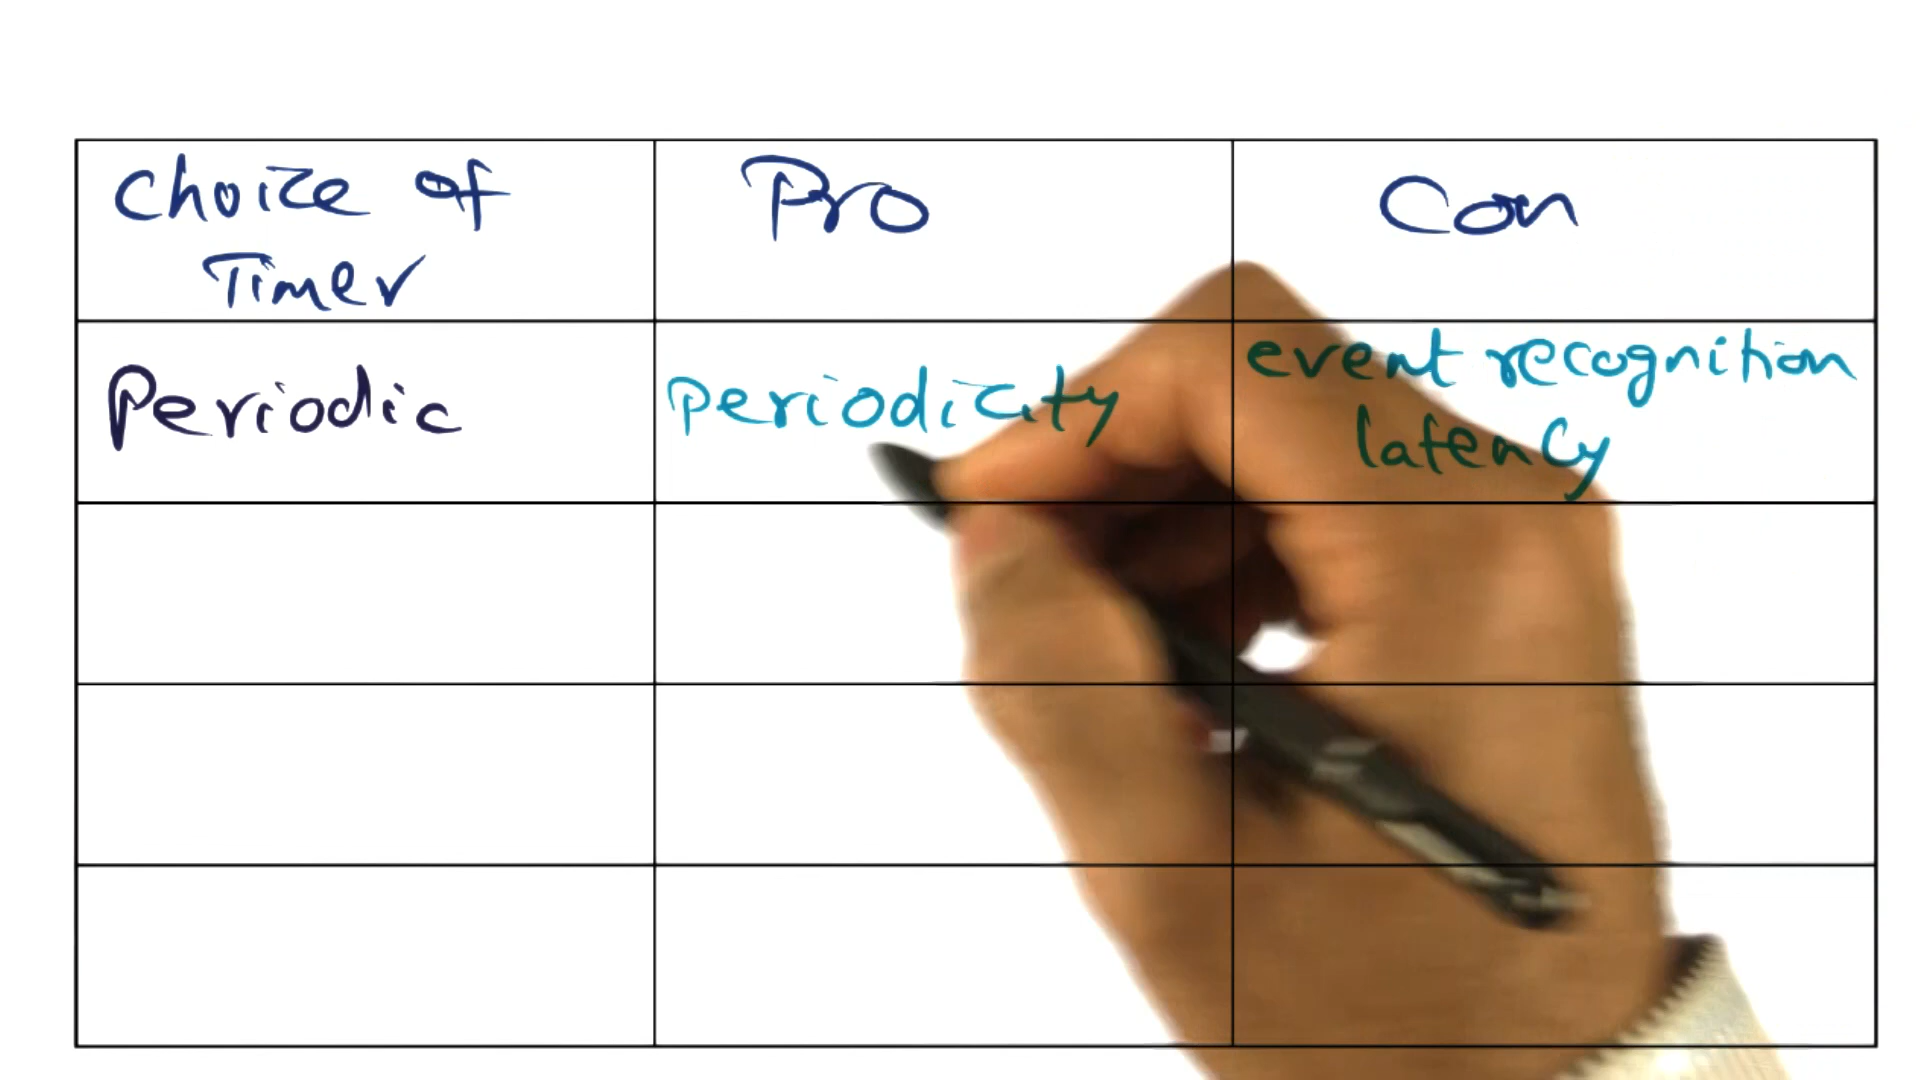 Choice of
Timer
Pro
Con
Periodic
periodicity
event recognition
latency